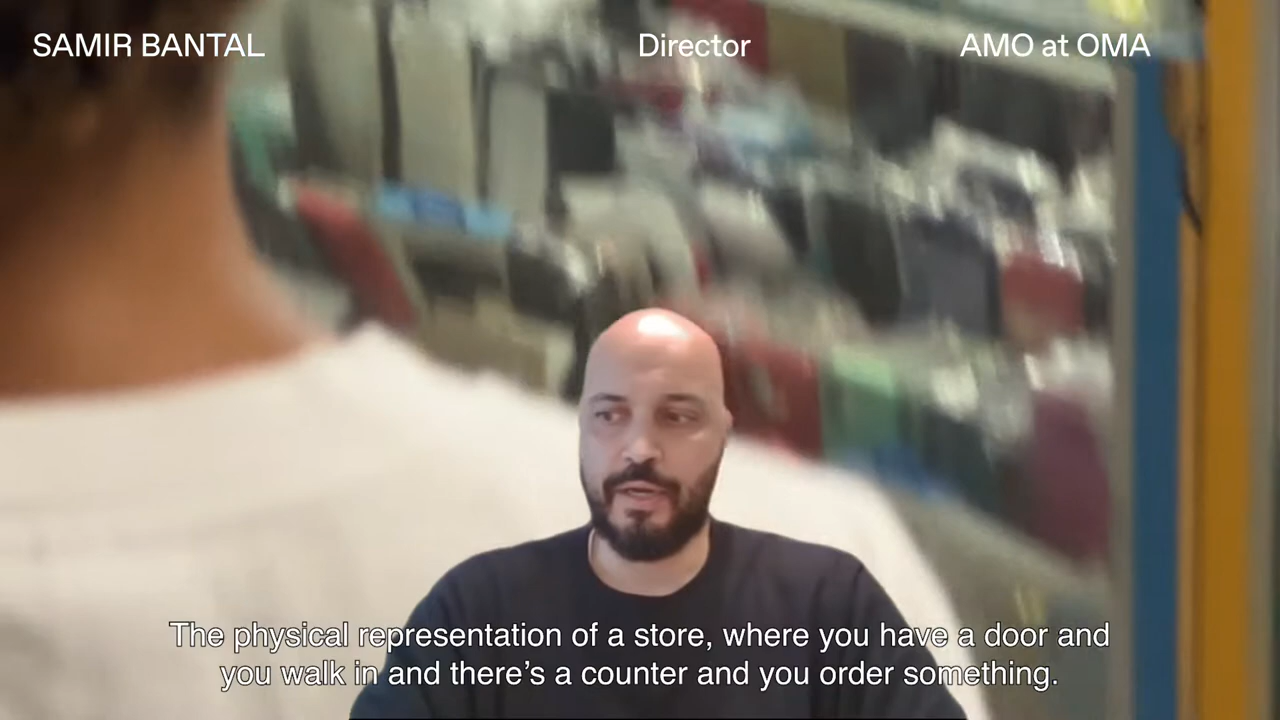 SAMIR BANTAL Director AMO at OMA
The physical representation of a store, where you have a door and
you walk in and there’s a counter and you order something.